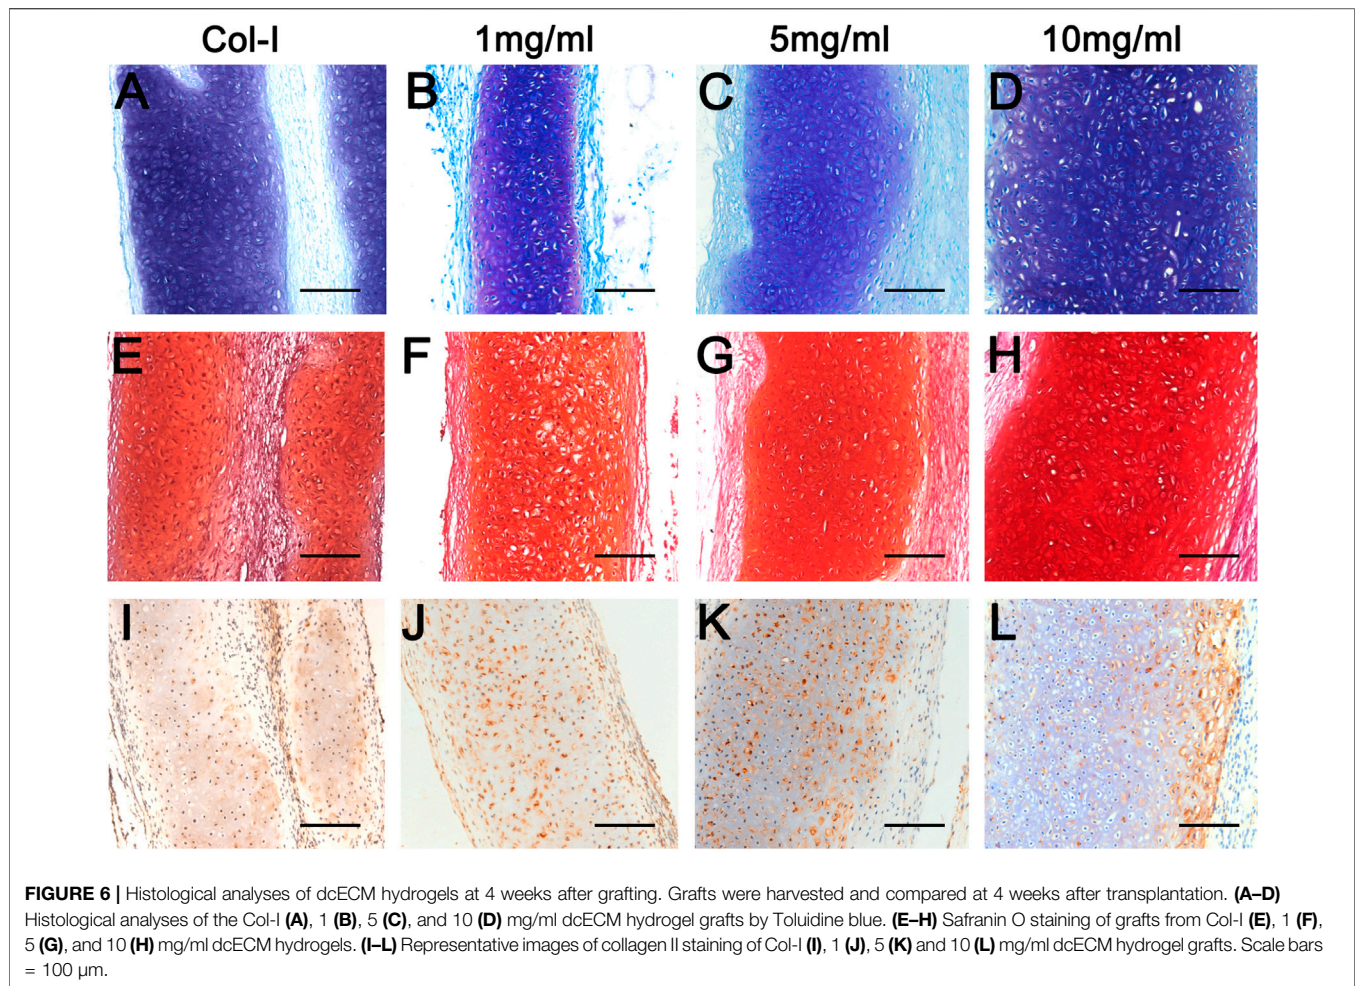 Col-I 1mg/ml 5mg/ml 10mg/ml
A B C D
E F G H
I J K L
FIGURE 6 | Histological analyses of dcECM hydrogels at 4 weeks after grafting. Grafts were harvested and compared at 4 weeks after transplantation. (A–D)
Histological analyses of the Col-I (A), 1 (B), 5 (C), and 10 (D) mg/ml dcECM hydrogel grafts by Toluidine blue. (E–H) Safranin O staining of grafts from Col-I (E), 1 (F),
5 (G), and 10 (H) mg/ml dcECM hydrogels. (I–L) Representative images of collagen II staining of Col-I (I), 1 (J), 5 (K) and 10 (L) mg/ml dcECM hydrogel grafts. Scale bars
= 100 μm.